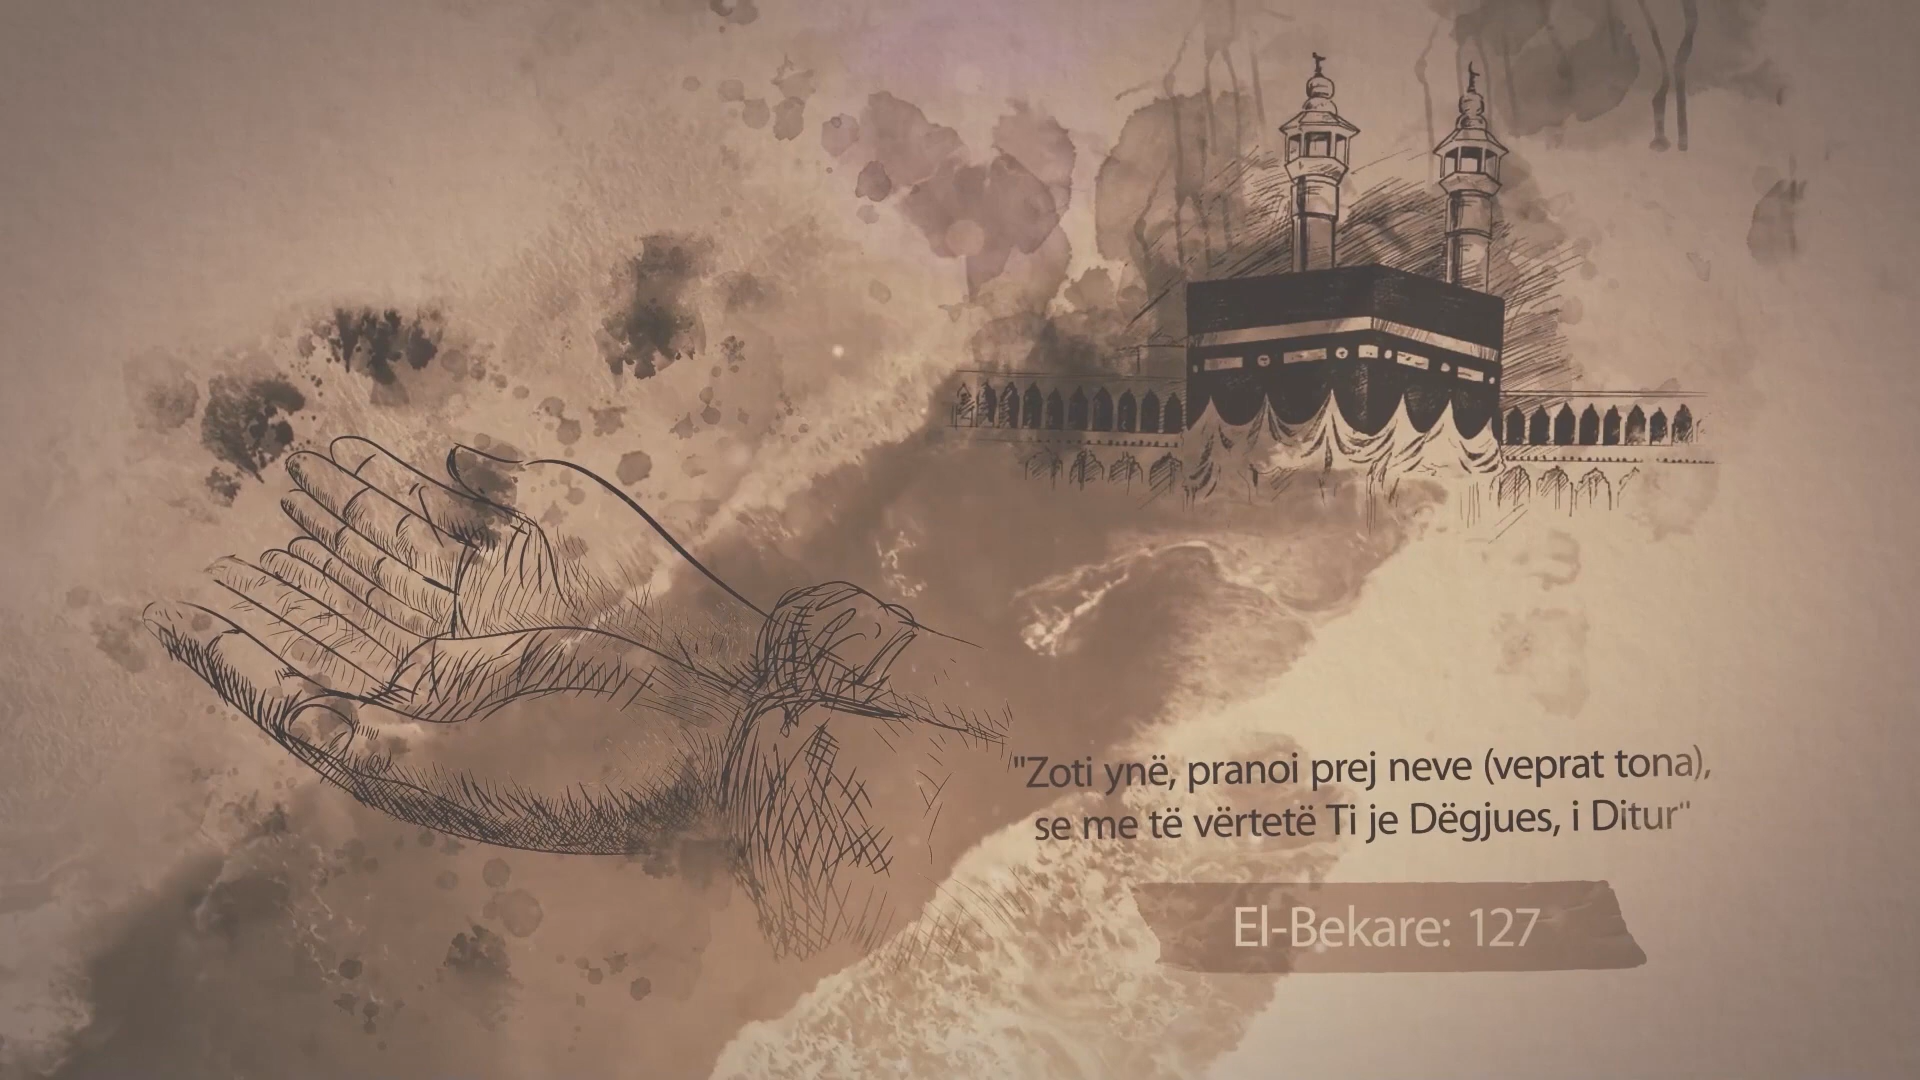 "Zoti ynë, pranoi prej neve (veprat tona),
se me të vërtetë Ti je Dëgjues, i Ditur"
El-Bekare: 127